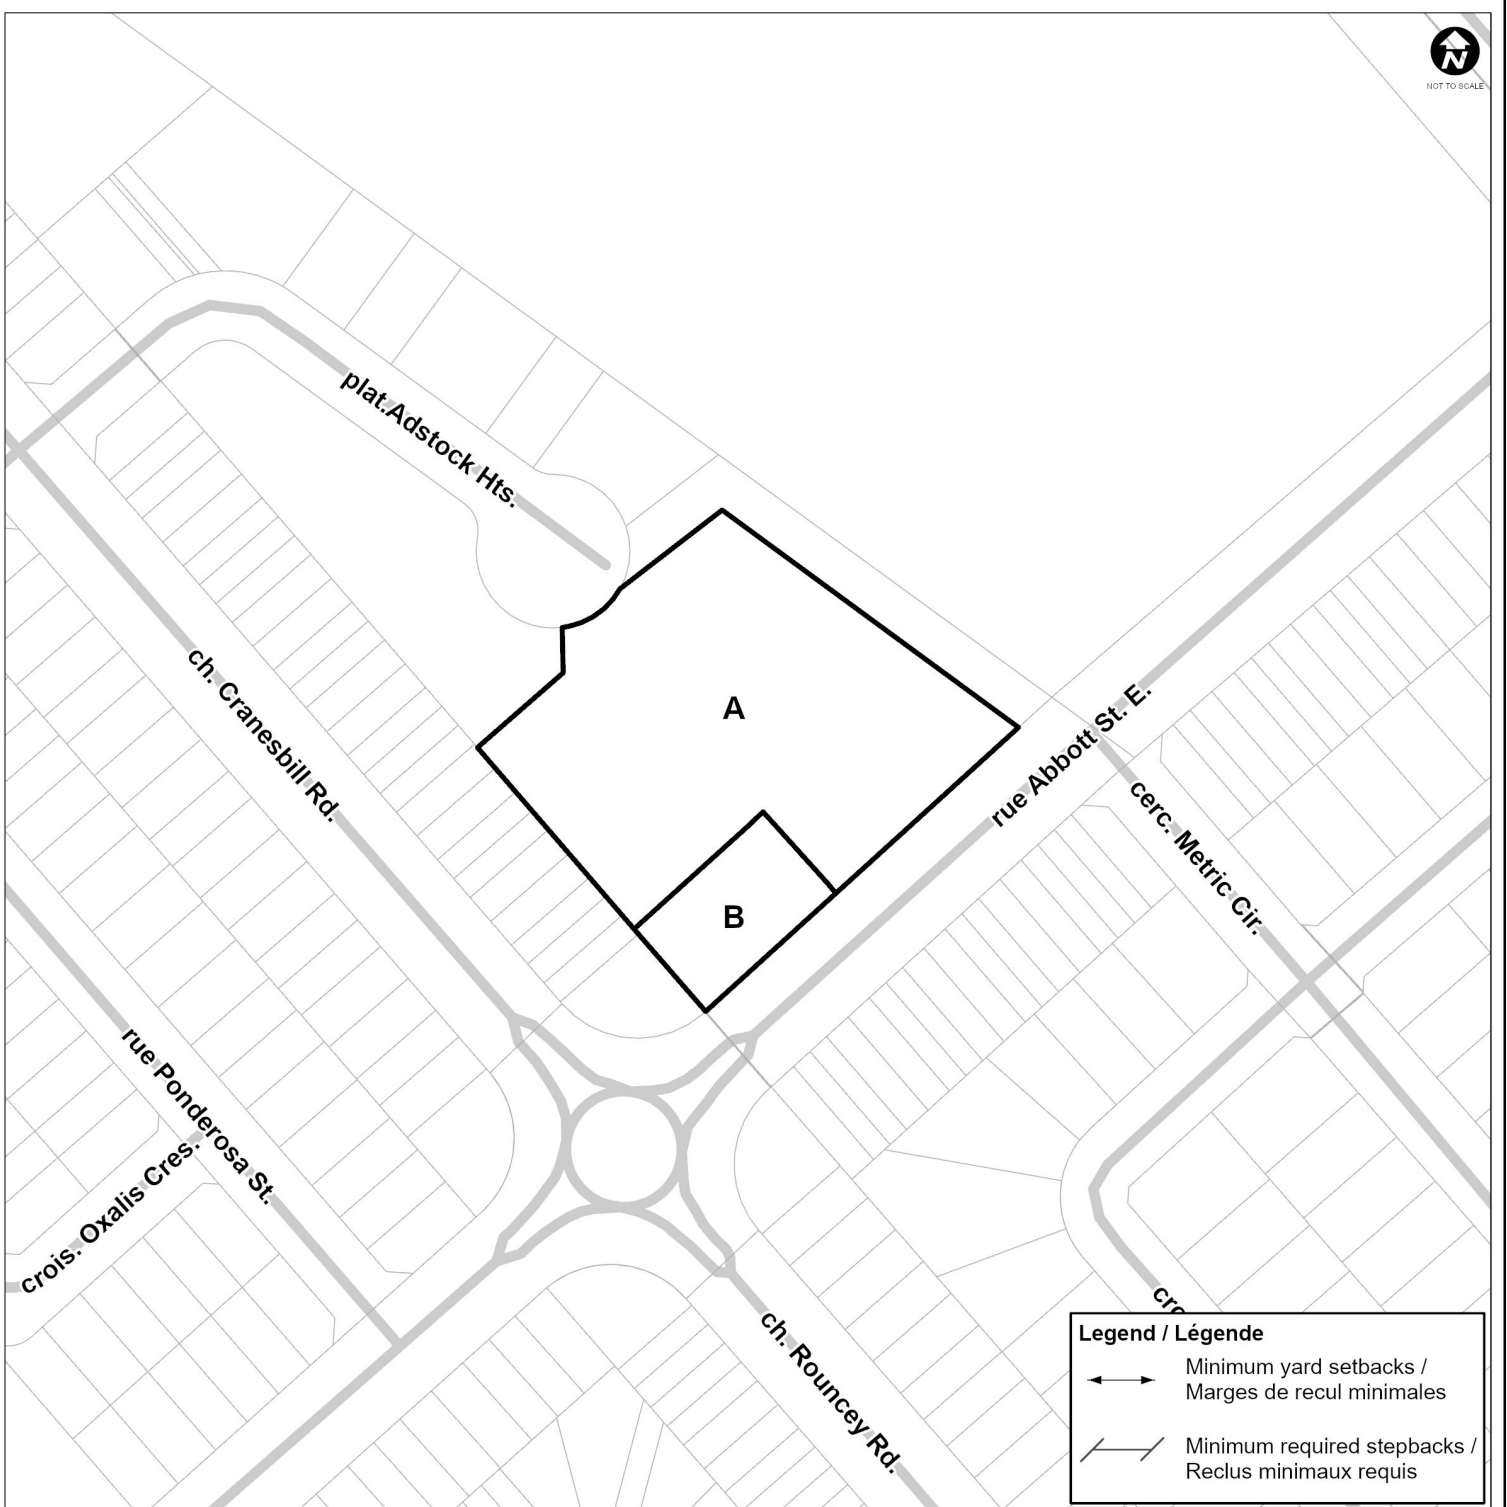 N
NOT TO SCALE
plat.Adstock Hts.
ch. Cranesbill Rd.
A
rue Abbott St. E.
cerc. Metric Cir.
B
rue Ponderosa St.
crois. Oxalis Cres.
cro
ch. Rouncey Rd.
Legend / Légende
Minimum yard setbacks /
Marges de recul minimales
Minimum required stepbacks /
Reclus minimaux requis